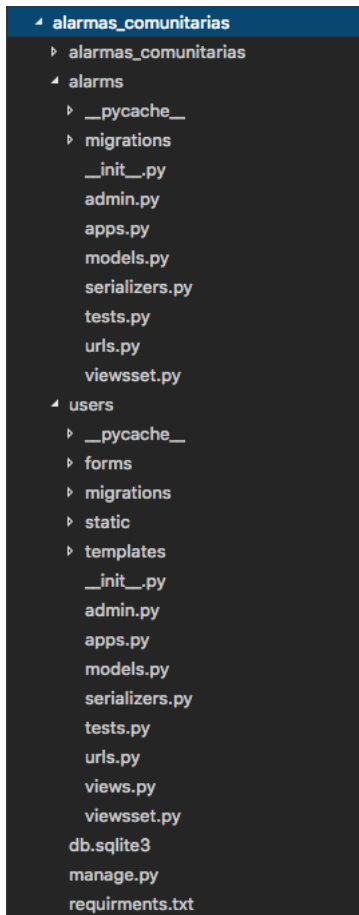 alarmas_comunitarias
alarmas_comunitarias
alarms
__pycache__
migrations
__init__.py
admin.py
apps.py
models.py
serializers.py
tests.py
urls.py
viewsset.py
users
__pycache__
forms
migrations
static
templates
__init__.py
admin.py
apps.py
models.py
serializers.py
tests.py
urls.py
views.py
viewsset.py
db.sqlite3
manage.py
requirments.txt